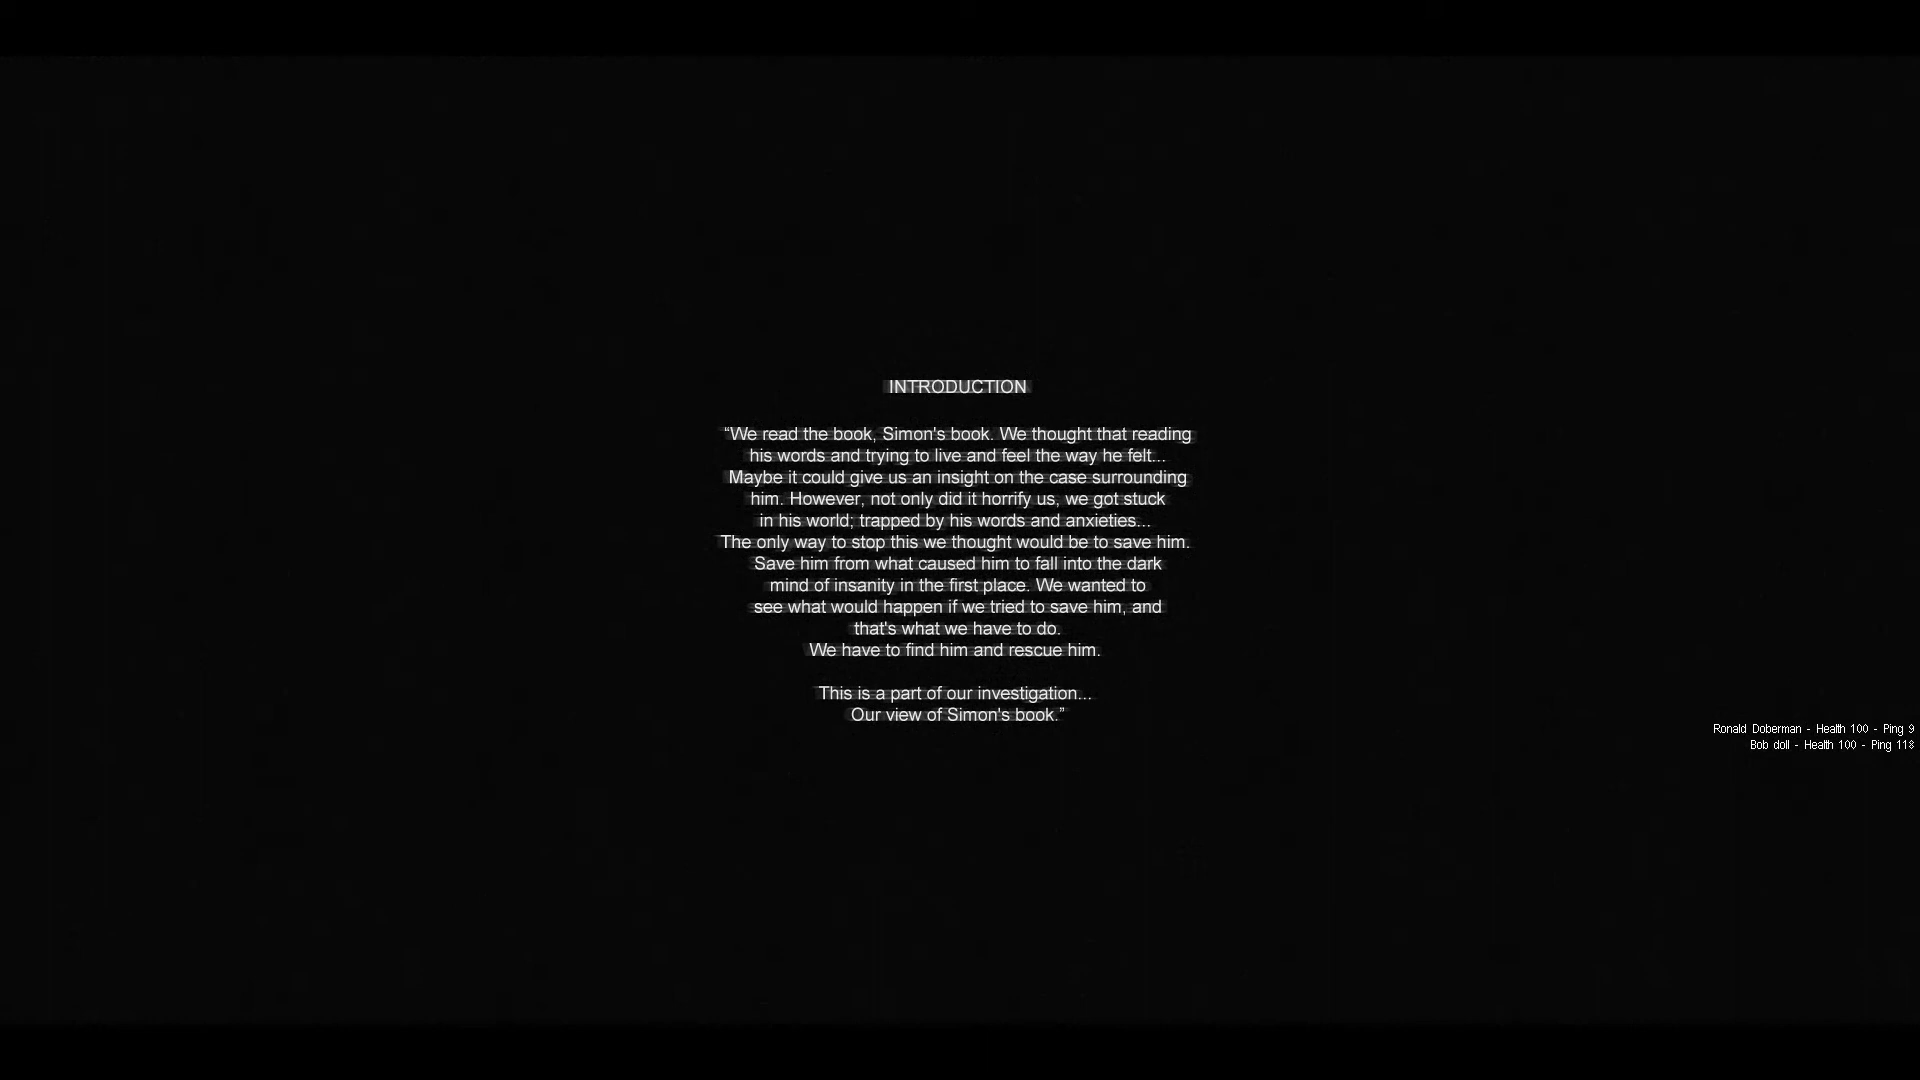 INTRODUCTION
“We read the book, Simon's book. We thought that reading
his words and trying to live and feel the way he felt...
Maybe it could give us an insight on the case surrounding
him. However, not only did it horrify us, we got stuck
in his world; trapped by his words and anxieties...
The only way to stop this we thought would be to save him.
Save him from what caused him to fall into the dark
mind of insanity in the first place. We wanted to
see what would happen if we tried to save him, and
that's what we have to do.
We have to find him and rescue him.
This is a part of our investigation...
Our view of Simon's book.”
Ronald Doberman - Health 100 - Ping 9
Bob doll - Health 100 - Ping 118